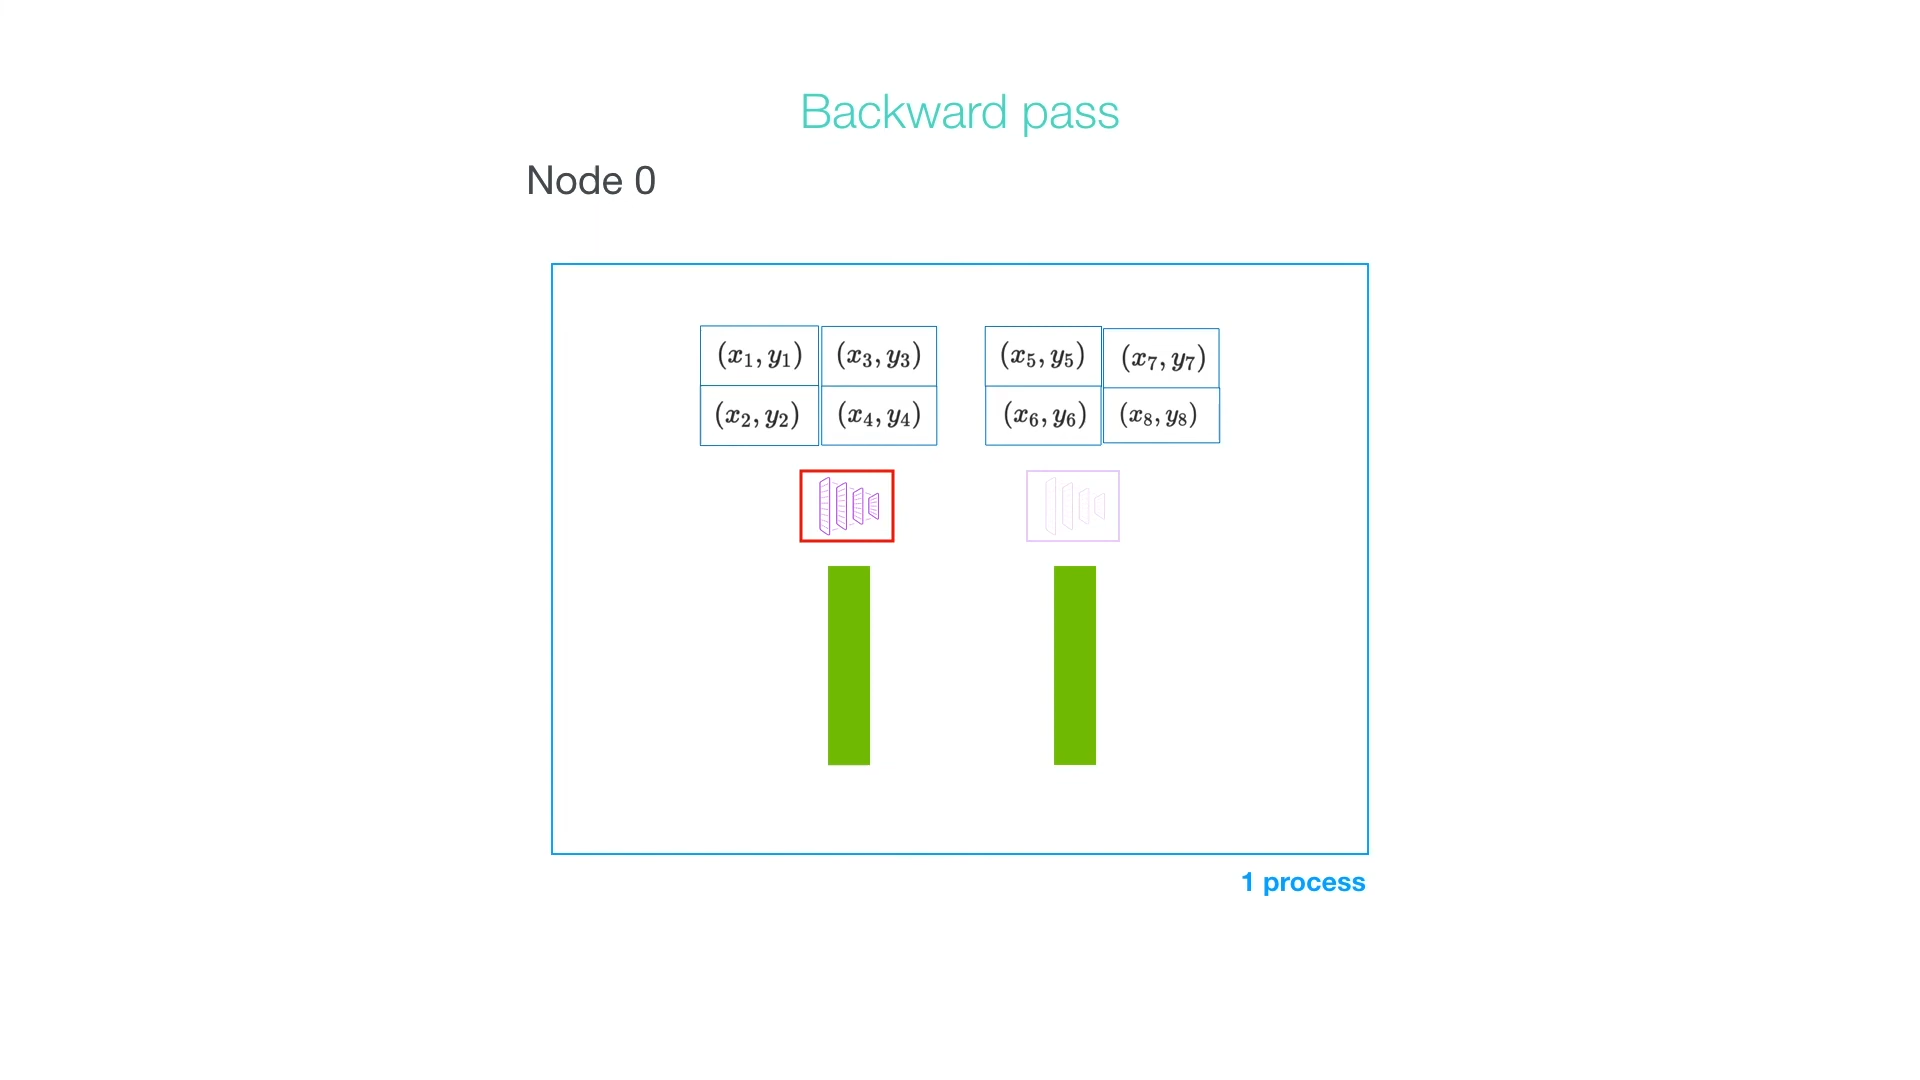 Backward pass
Node 0
(x₁, y₁) (x₃, y₃) (x₅, y₅) (x₇, y₇)
(x₂, y₂) (x₄, y₄) (x₆, y₆) (x₈, y₈)
1 process